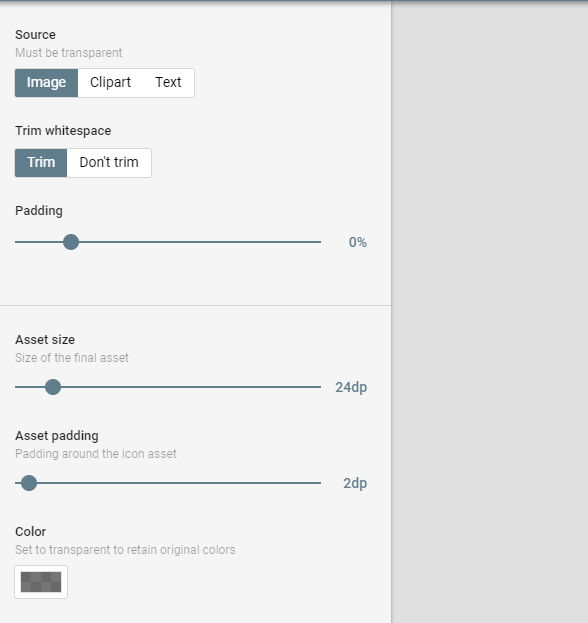 Source
Must be transparent
Image Clipart Text
Trim whitespace
Trim Don't trim
Padding
0%
Asset size
Size of the final asset
24dp
Asset padding
Padding around the icon asset
2dp
Color
Set to transparent to retain original colors